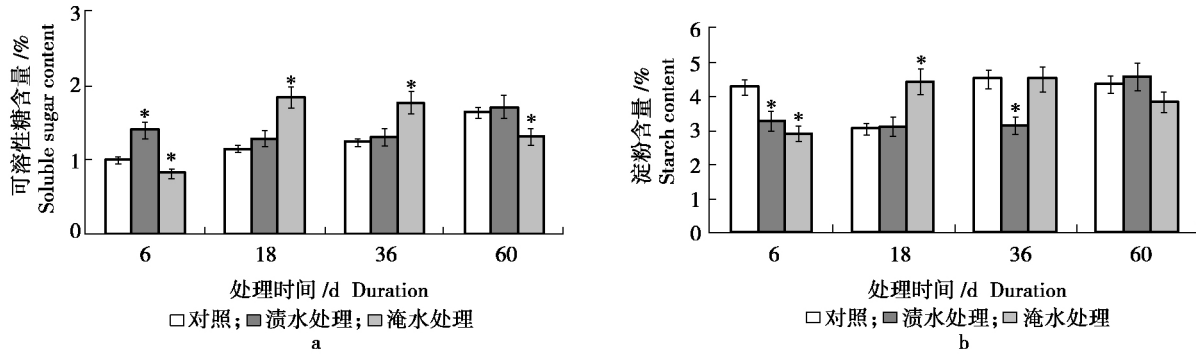 可溶性糖含量 /%
Soluble sugar content
3
2
1
0
*
*
*
*
*
6
18
36
60
处理时间 /d Duration
对照; 渍水处理; 淹水处理
a
淀粉含量 /%
Starch content
6
5
4
3
2
1
0
*
*
*
*
6
18
36
60
处理时间 /d Duration
对照; 渍水处理; 淹水处理
b